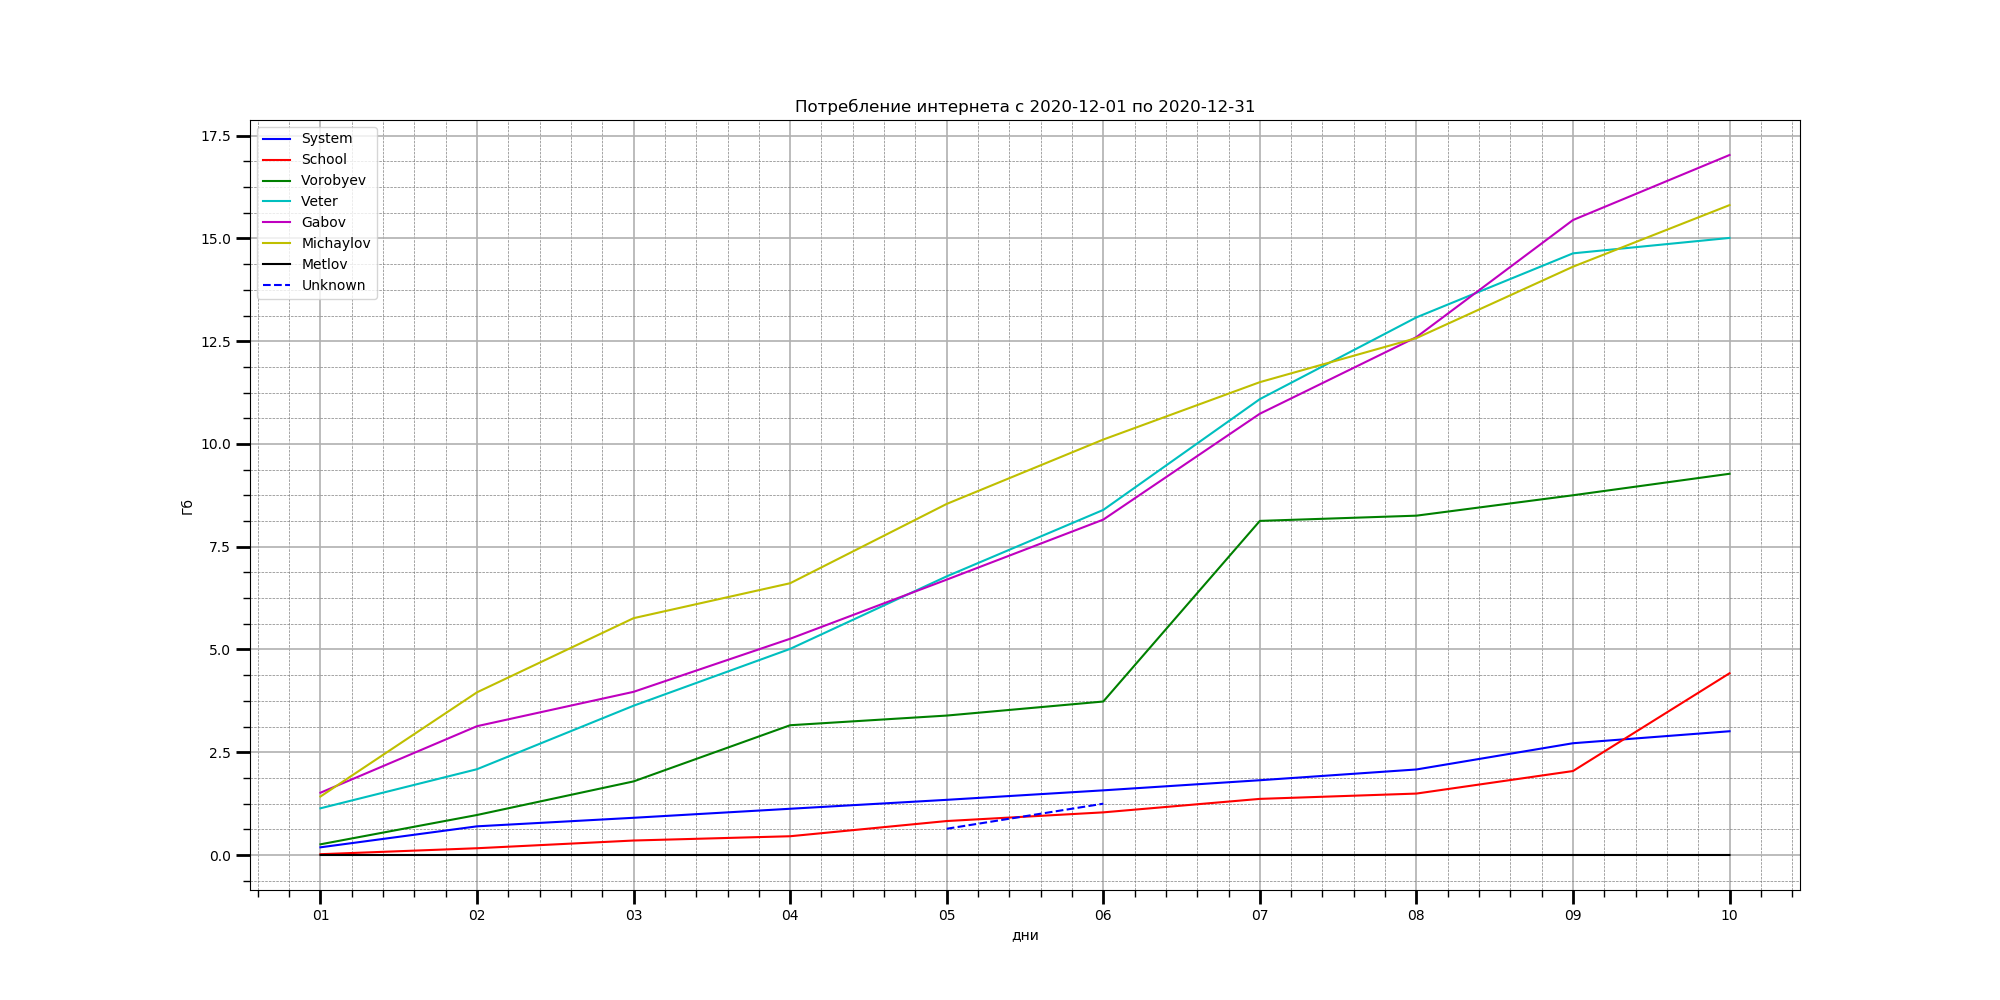 Потребление интернета с 2020-12-01 по 2020-12-31
17.5
15.0
12.5
10.0
7.5
5.0
2.5
0.0
Гб
System
School
Vorobyev
Veter
Gabov
Michaylov
Metlov
Unknown
01 02 03 04 05 06 07 08 09 10
дни